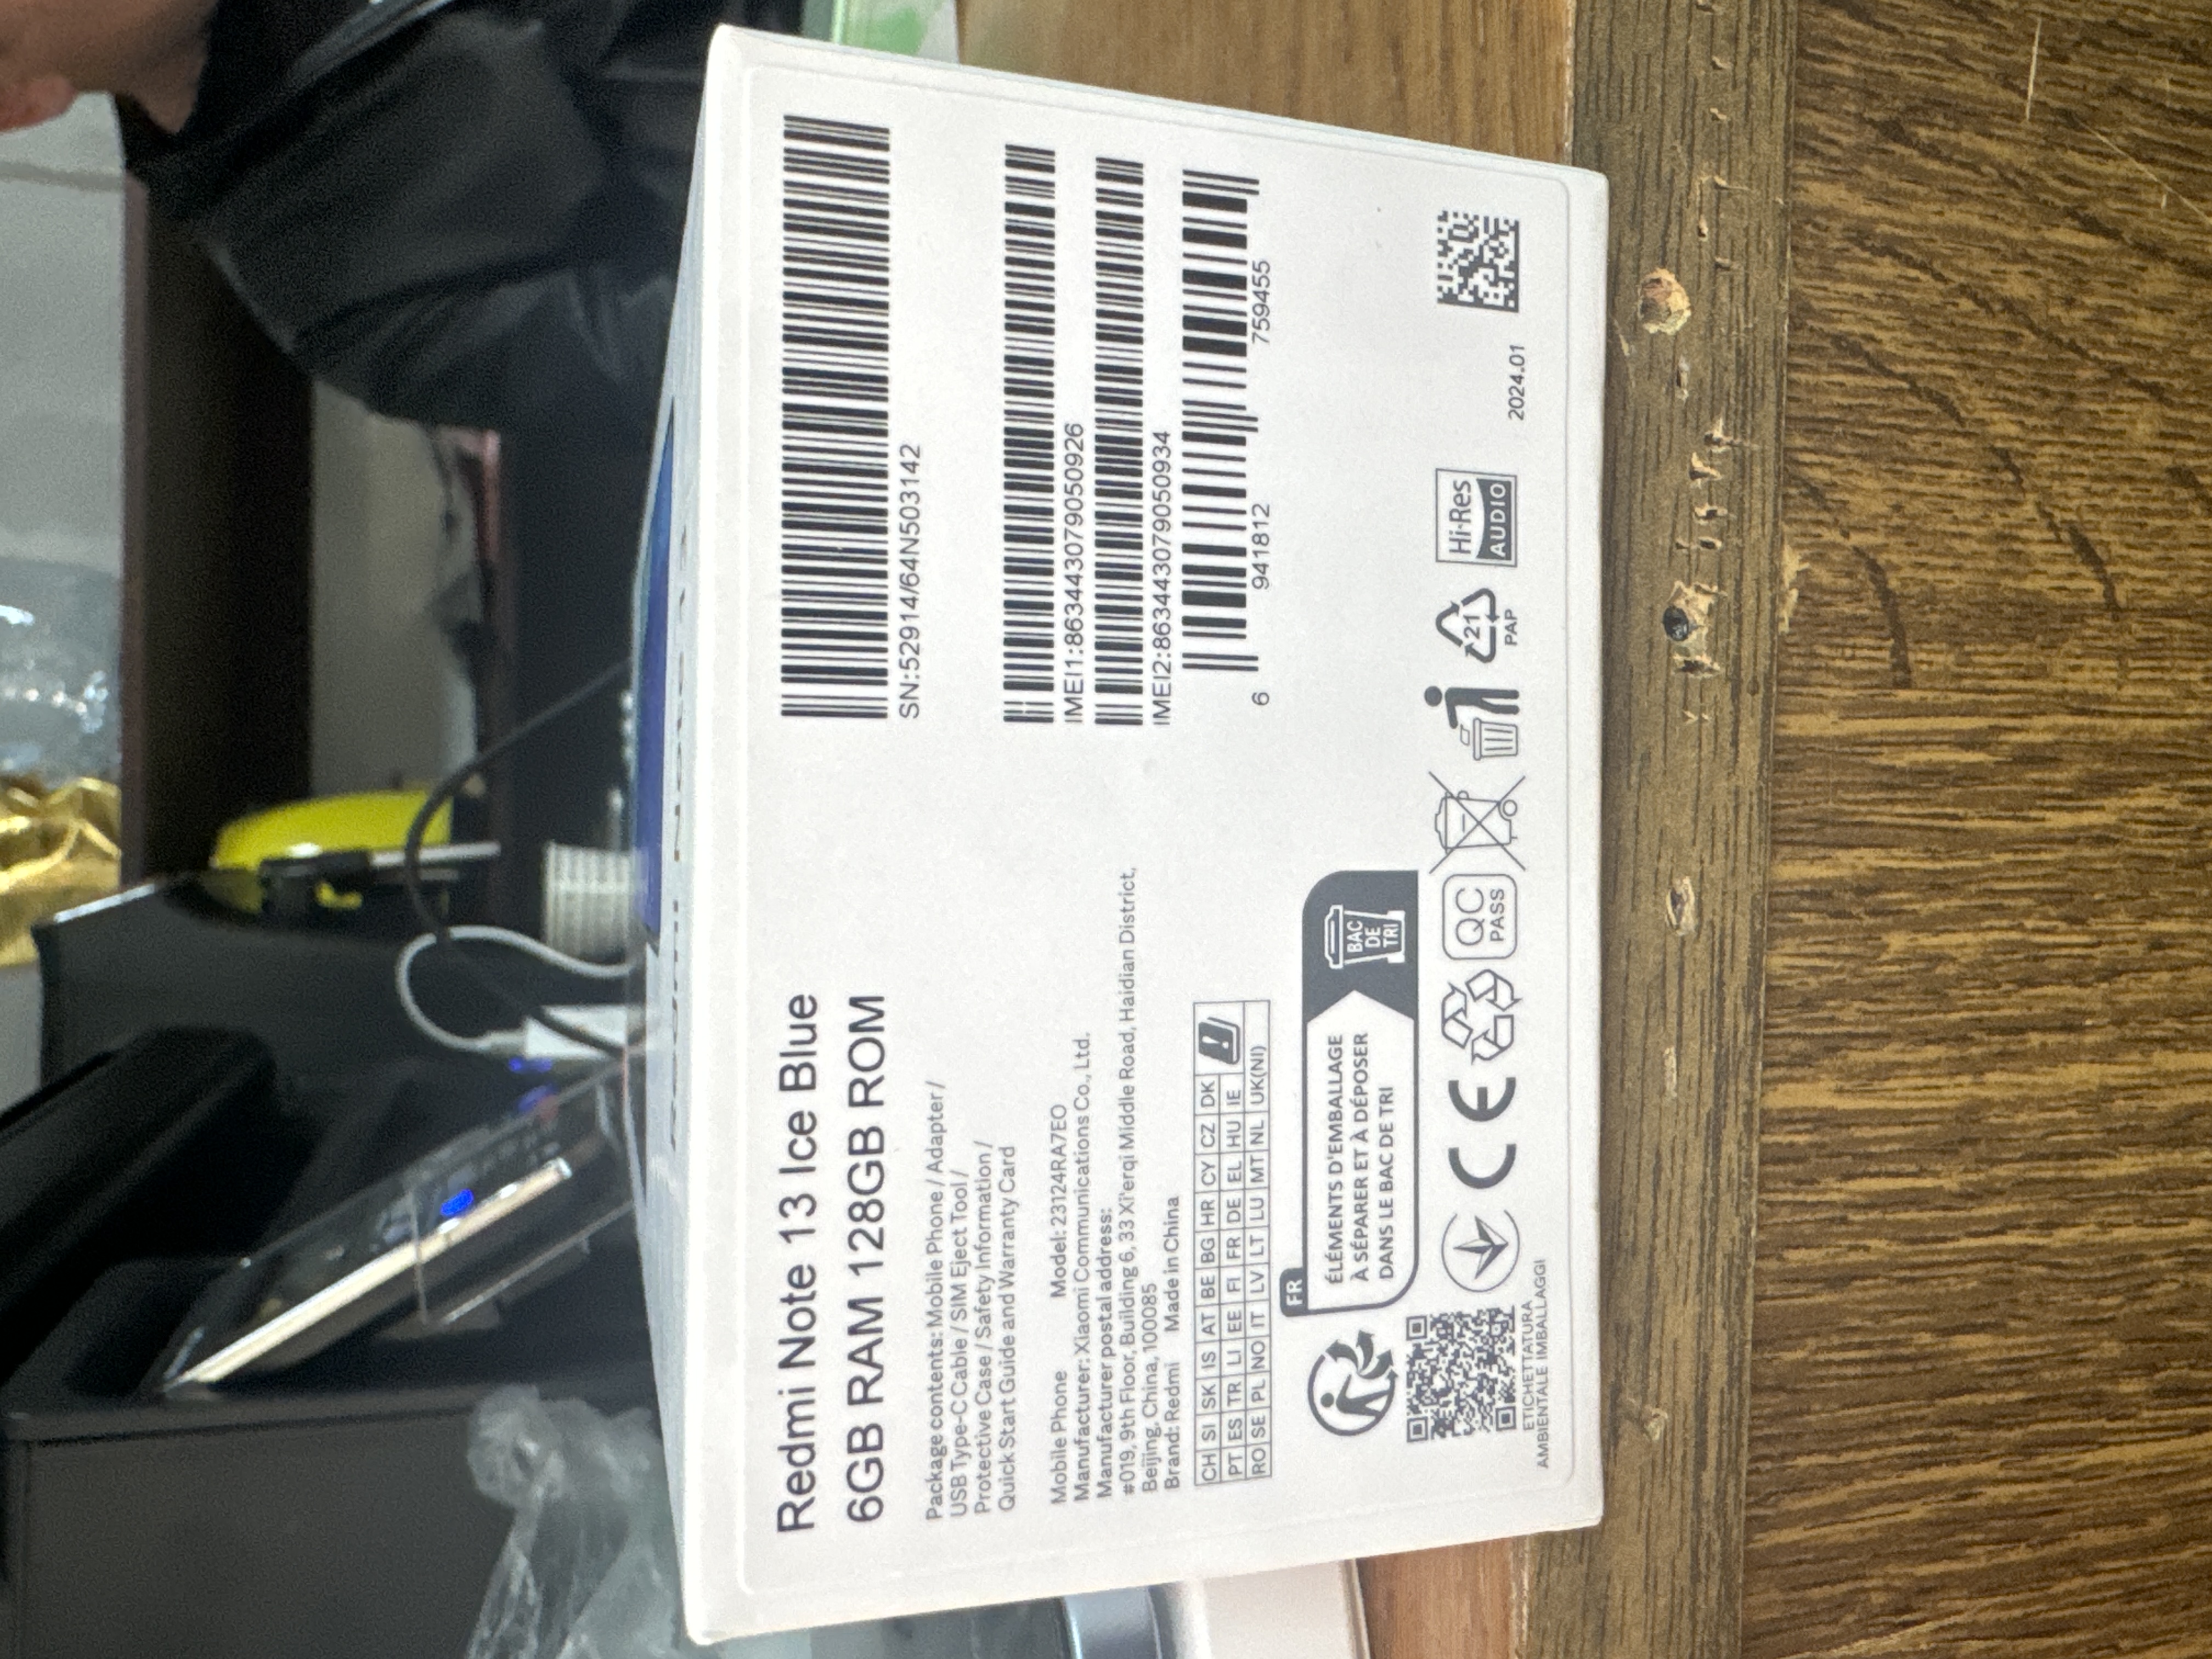 Redmi Note 13 Ice Blue
6GB RAM 128GB ROM
Package contents: Mobile Phone / Adapter /
USB Type-C Cable / SIM Eject Tool /
Protective Case / Safety Information /
Quick Start Guide and Warranty Card
Mobile Phone Model: 23124RA7EO
Manufacturer: Xiaomi Communications Co., Ltd.
Manufacturer postal address:
#019, 9th Floor, Building 6, 33 Xi'erqi Middle Road, Haidian District,
Beijing, China, 100085
Brand: Redmi Made in China
CH SI SK IS AT BE BG HR CY CZ DK
PT ES TR LI EE FI FR DE EL HU IE
RO SE PL NO IT LV LT LU MT NL UK(NI)
FR
ÉLÉMENTS D'EMBALLAGE
À SÉPARER ET À DÉPOSER
DANS LE BAC DE TRI
BAC
DE
TRI
ETICHETTATURA
AMBIENTALE IMBALLAGGI
CE
QC
PASS
21
PAP
Hi-Res
AUDIO
2024.01
SN:52914/64N503142
IMEI1:863443079050926
IMEI2:863443079050934
6 941812 759455